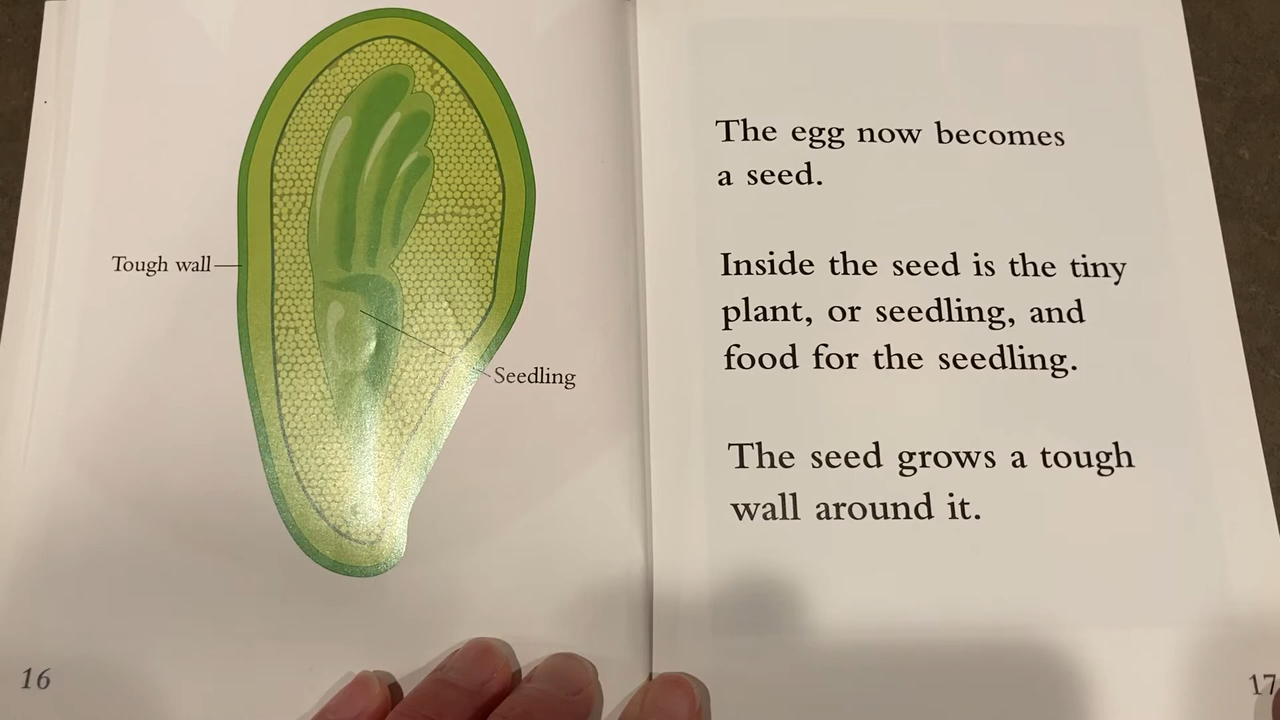 Tough wall
Seedling
16
The egg now becomes
a seed.
Inside the seed is the tiny
plant, or seedling, and
food for the seedling.
The seed grows a tough
wall around it.
17